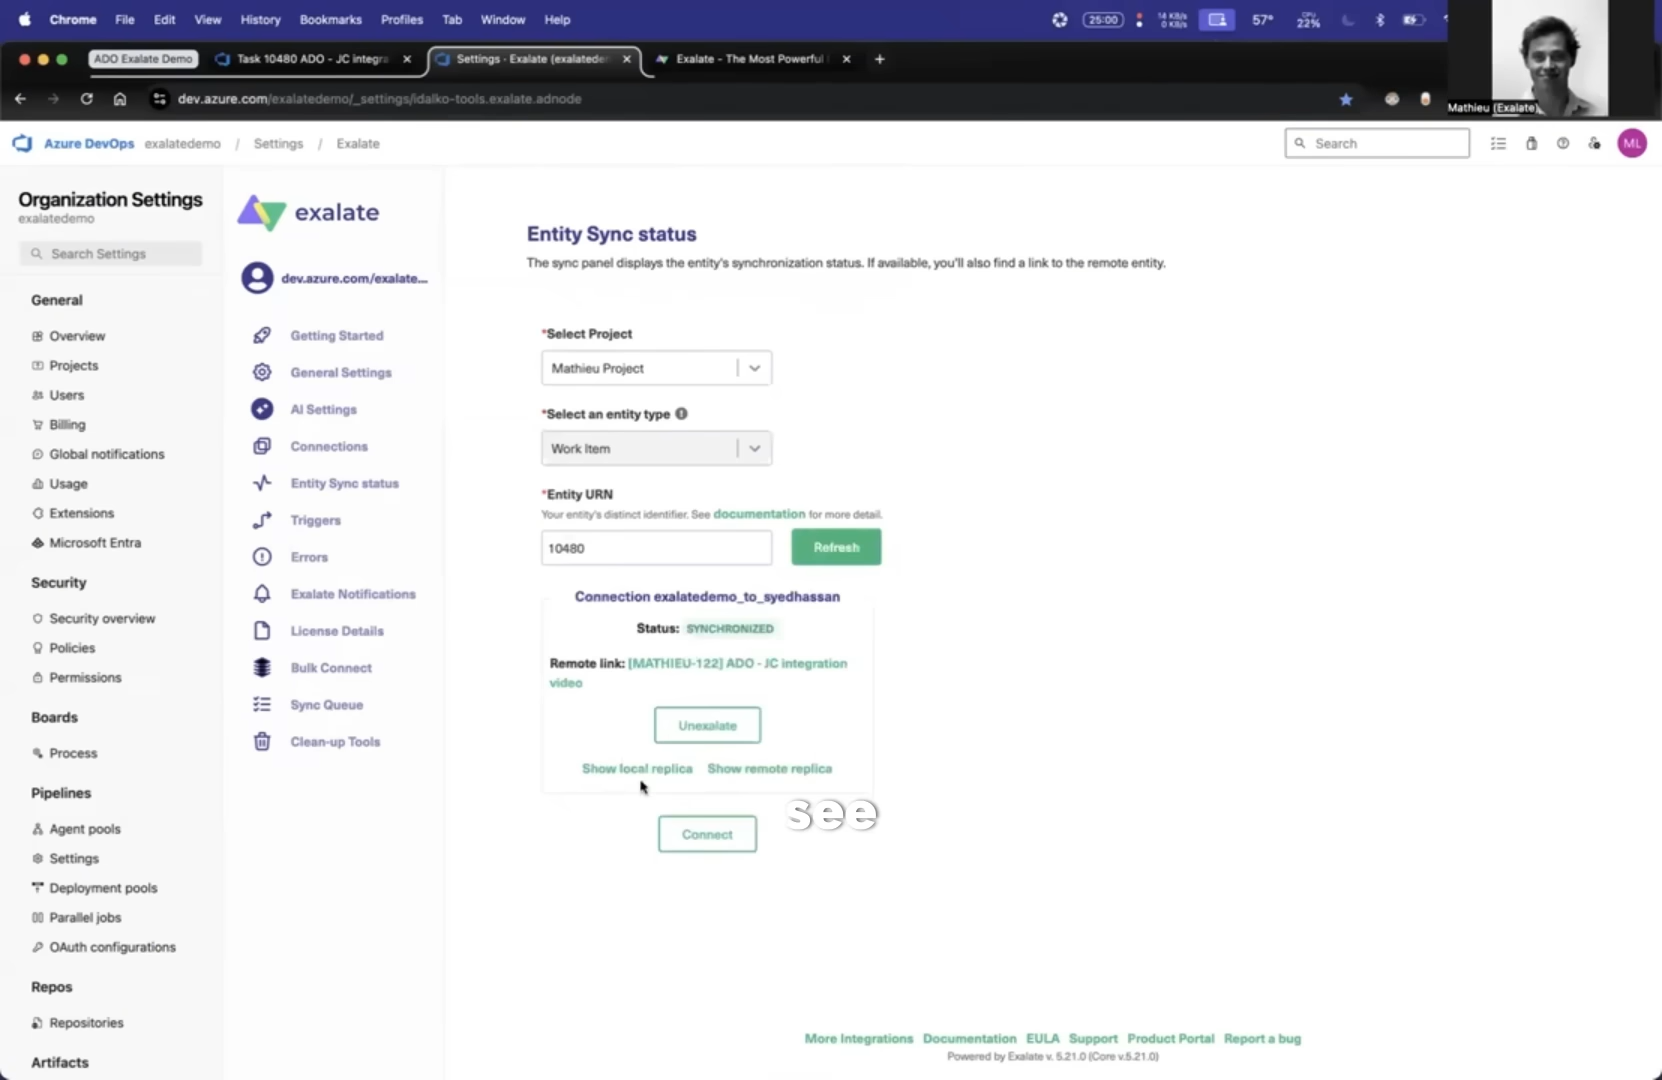 Chrome File Edit View History Bookmarks Profiles Tab Window Help
25:00 14 KB/s 0 KB/s 57° CPU 22%
ADO Exalate Demo Task 10480 ADO - JC integra Settings - Exalate (exalatede Exalate - The Most Powerful
dev.azure.com/exalatedemo/_settings/idalko-tools.exalate.adnode
Mathieu (Exalate)
Azure DevOps exalatedemo / Settings / Exalate
Search
ML
Organization Settings
exalatedemo
Search Settings
General
Overview
Projects
Users
Billing
Global notifications
Usage
Extensions
Microsoft Entra
Security
Security overview
Policies
Permissions
Boards
Process
Pipelines
Agent pools
Settings
Deployment pools
Parallel jobs
OAuth configurations
Repos
Repositories
Artifacts
exalate
dev.azure.com/exalate...
Getting Started
General Settings
AI Settings
Connections
Entity Sync status
Triggers
Errors
Exalate Notifications
License Details
Bulk Connect
Sync Queue
Clean-up Tools
Entity Sync status
The sync panel displays the entity's synchronization status. If available, you'll also find a link to the remote entity.
*Select Project
Mathieu Project
*Select an entity type
Work Item
*Entity URN
Your entity's distinct identifier. See documentation for more detail.
10480
Refresh
Connection exalatedemo_to_syedhassan
Status: SYNCHRONIZED
Remote link: [MATHIEU-122] ADO - JC integration
video
Unexalate
Show local replica Show remote replica
see
Connect
More Integrations Documentation EULA Support Product Portal Report a bug
Powered by Exalate v. 5.21.0 (Core v.5.21.0)